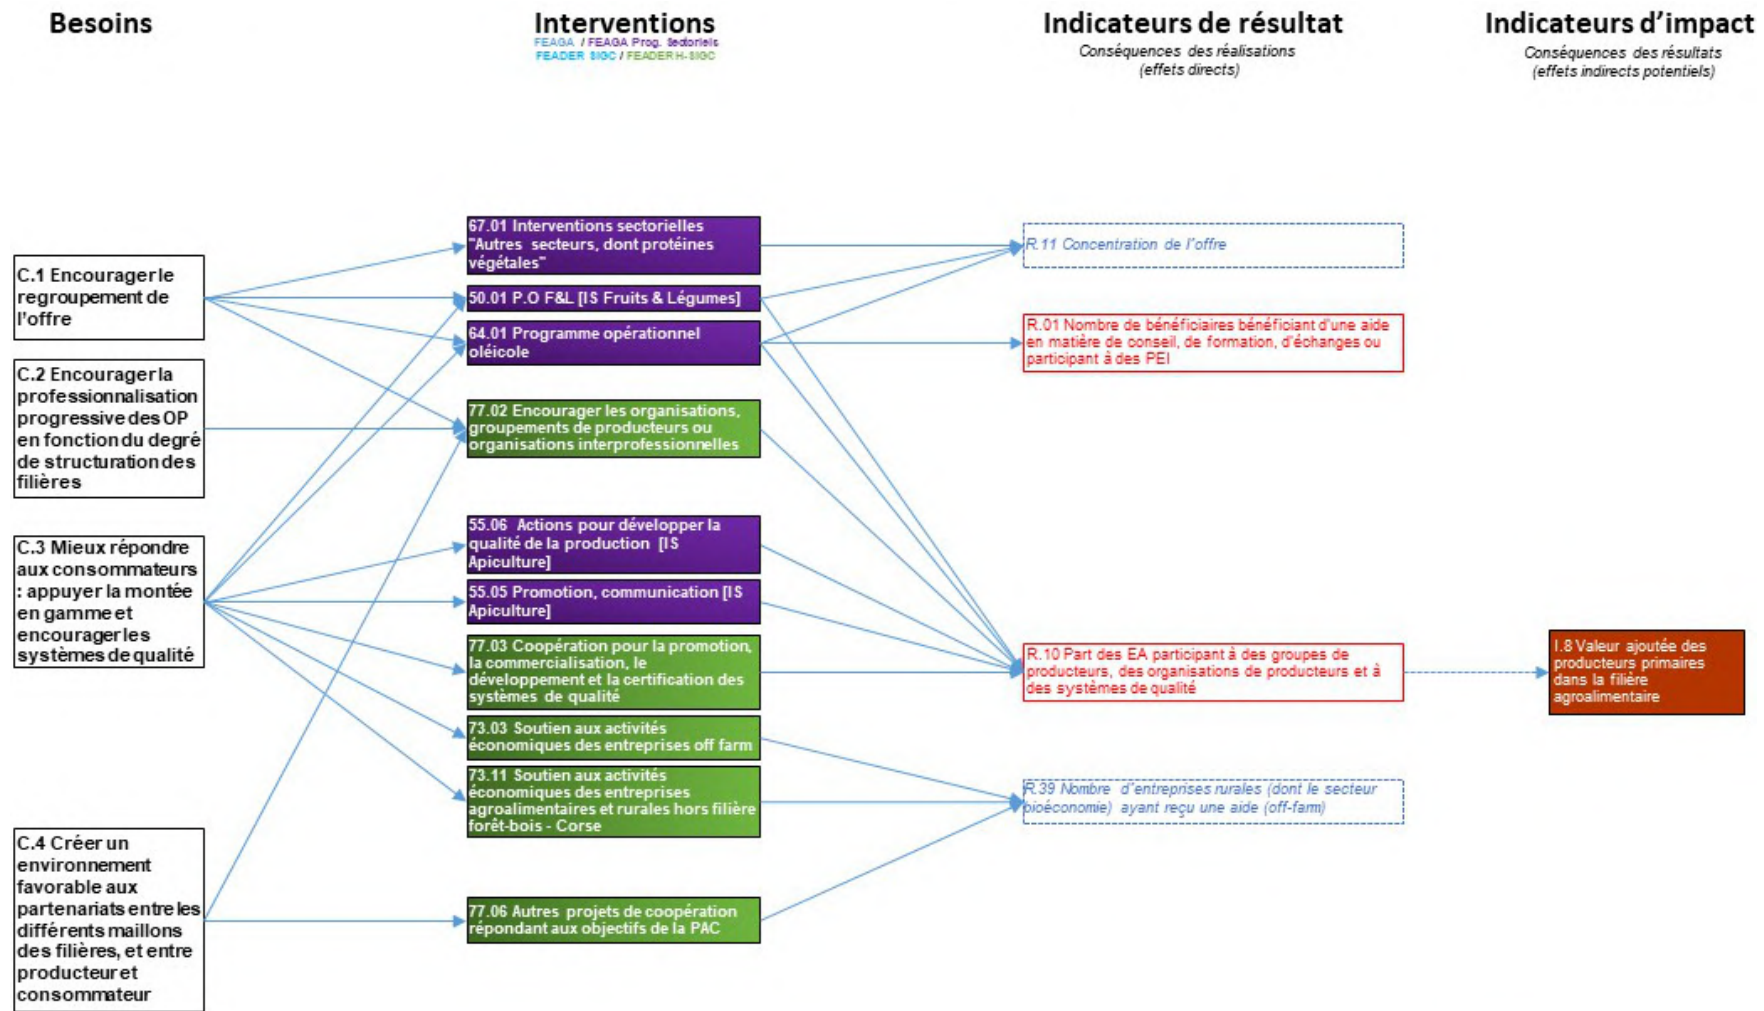 Besoins
Interventions
FEAGA / FEAGA Prog. Sectoriels
FEADER SIGC / FEADER H-SIGC
Indicateurs de résultat
Conséquences des réalisations
(effets directs)
Indicateurs d'impact
Conséquences des résultats
(effets indirects potentiels)
C.1 Encourager le
regroupement de
l'offre
C.2 Encourager la
professionnalisation
progressive des OP
en fonction du degré
de structuration des
filières
C.3 Mieux répondre
aux consommateurs
: appuyer la montée
en gamme et
encourager les
systèmes de qualité
C.4 Créer un
environnement
favorable aux
partenariats entre les
différents maillons
des filières, et entre
producteur et
consommateur
67.01 Interventions sectorielles
"Autres secteurs, dont protéines
végétales"
50.01 P.O F&L [IS Fruits & Légumes]
64.01 Programme opérationnel
oléicole
77.02 Encourager les organisations,
groupements de producteurs ou
organisations interprofessionnelles
55.06 Actions pour développer la
qualité de la production [IS
Apiculture]
55.05 Promotion, communication [IS
Apiculture]
77.03 Coopération pour la promotion,
la commercialisation, le
développement et la certification des
systèmes de qualité
73.03 Soutien aux activités
économiques des entreprises off farm
73.11 Soutien aux activités
économiques des entreprises
agroalimentaires et rurales hors filière
forêt-bois - Corse
77.06 Autres projets de coopération
répondant aux objectifs de la PAC
R.11 Concentration de l'offre
R.01 Nombre de bénéficiaires bénéficiant d'une aide
en matière de conseil, de formation, d'échanges ou
participant à des PEI
R.10 Part des EA participant à des groupes de
producteurs, des organisations de producteurs et à
des systèmes de qualité
R.39 Nombre d'entreprises rurales (dont le secteur
bioéconomie) ayant reçu une aide (off-farm)
I.8 Valeur ajoutée des
producteurs primaires
dans la filière
agroalimentaire